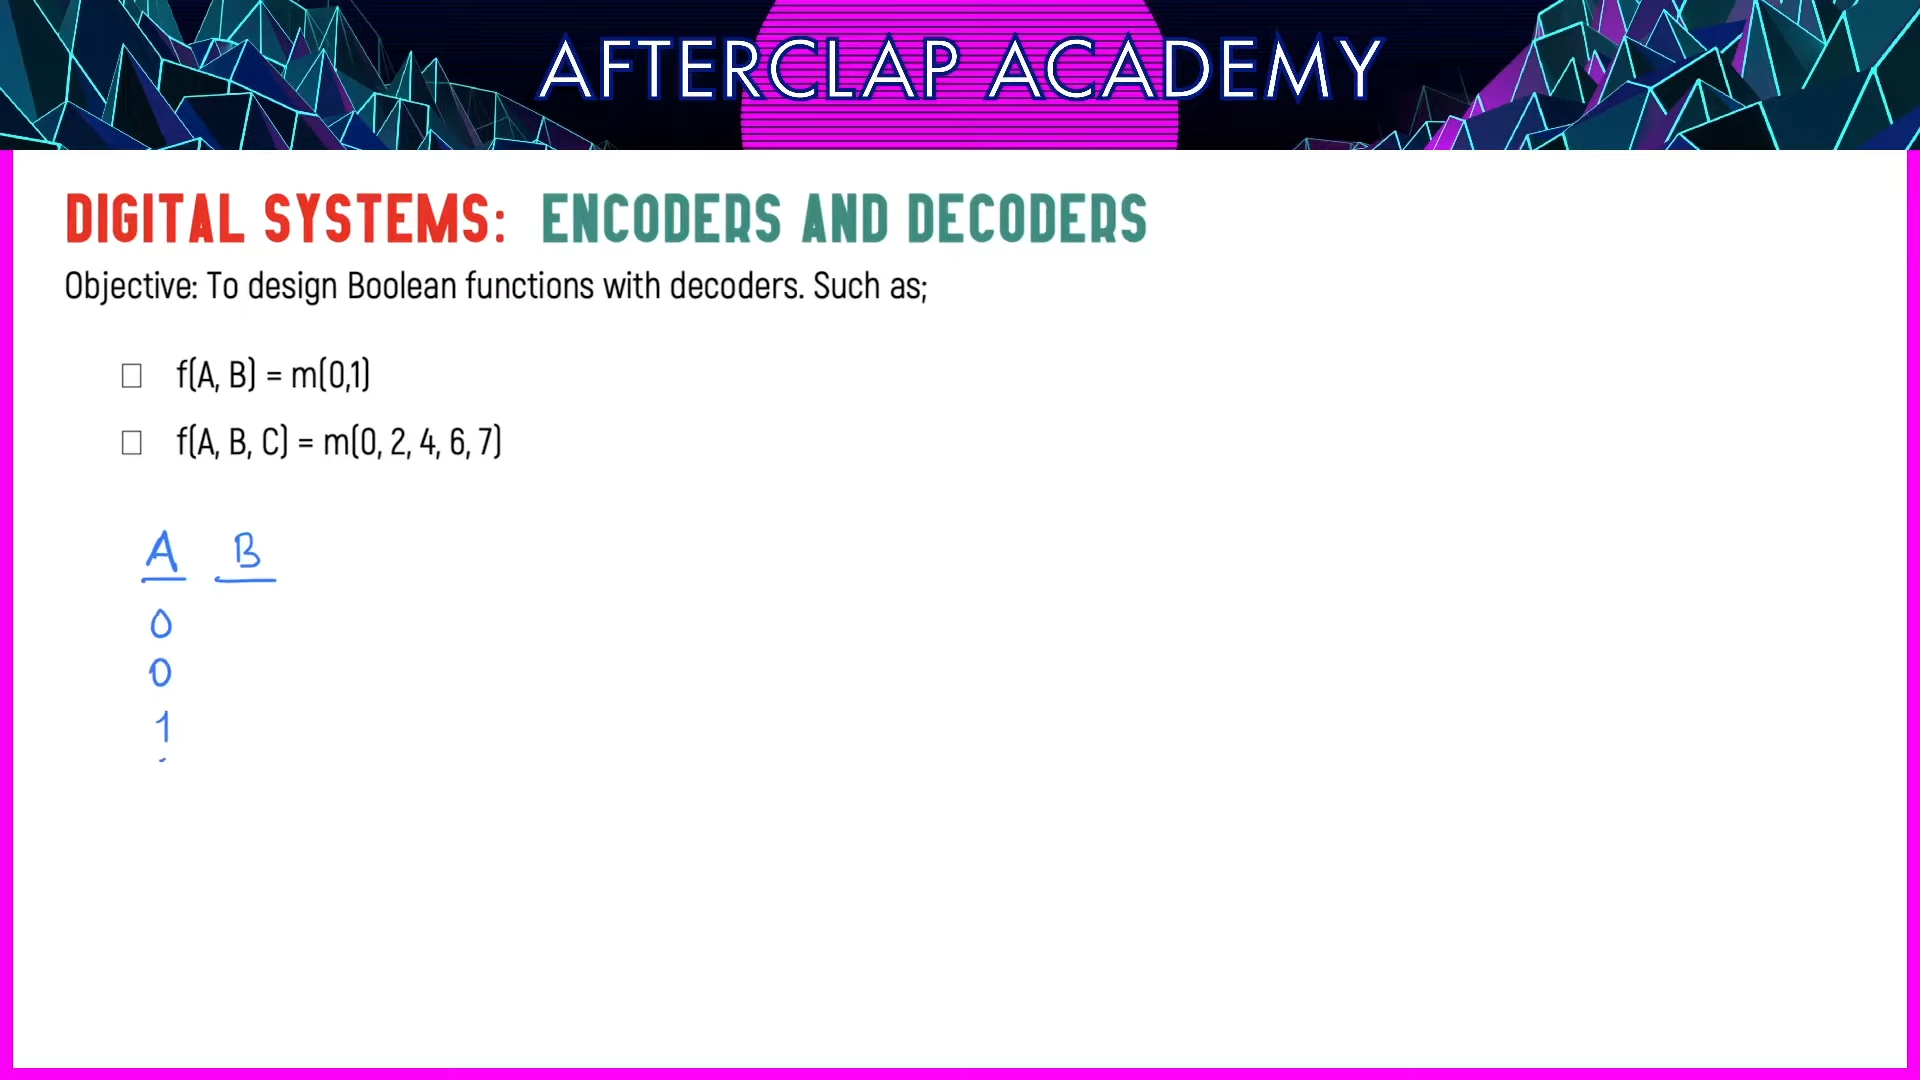 AFTERCLAP ACADEMY
DIGITAL SYSTEMS: ENCODERS AND DECODERS
Objective: To design Boolean functions with decoders. Such as;
□ f(A, B) = m(0,1)
□ f(A, B, C) = m(0, 2, 4, 6, 7)
A B
0
0
1